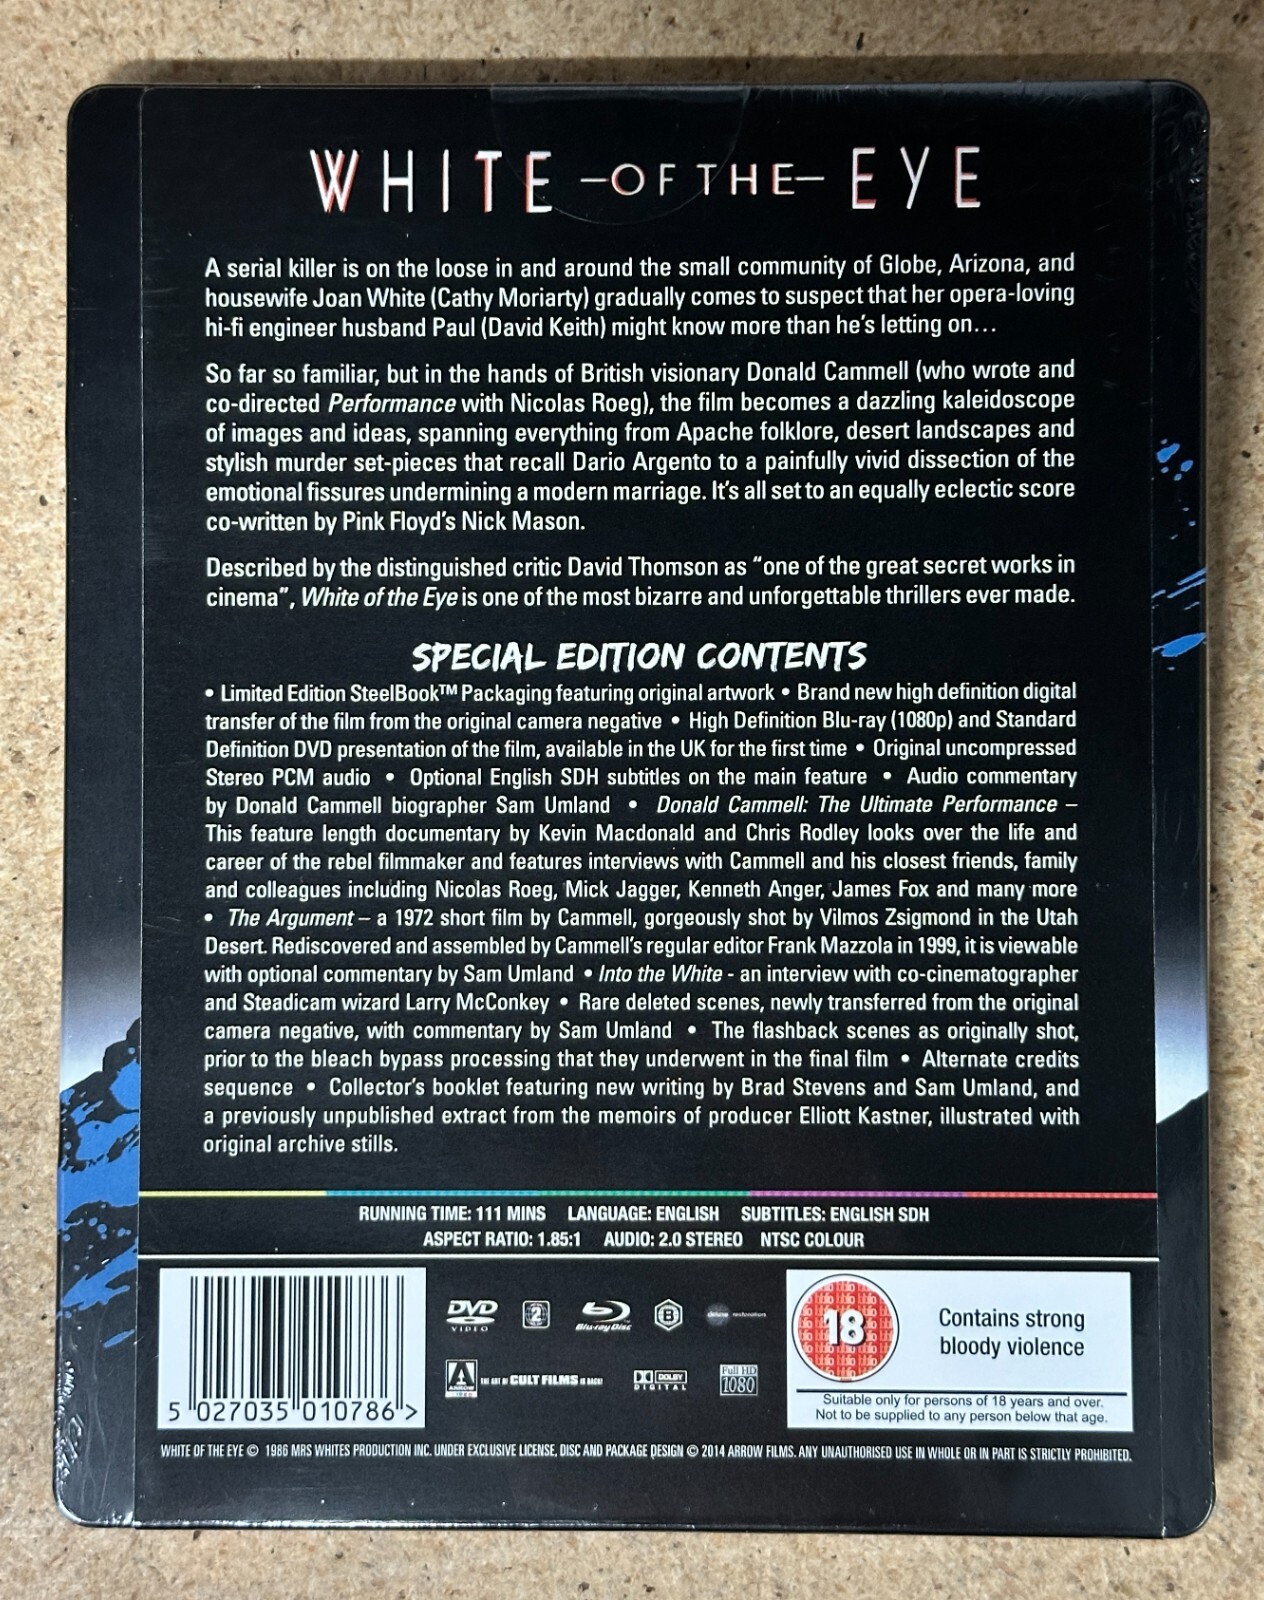 WHITE –OF THE– EYE
A serial killer is on the loose in and around the small community of Globe, Arizona, and
housewife Joan White (Cathy Moriarty) gradually comes to suspect that her opera-loving
hi-fi engineer husband Paul (David Keith) might know more than he's letting on...
So far so familiar, but in the hands of British visionary Donald Cammell (who wrote and
co-directed Performance with Nicolas Roeg), the film becomes a dazzling kaleidoscope
of images and ideas, spanning everything from Apache folklore, desert landscapes and
stylish murder set-pieces that recall Dario Argento to a painfully vivid dissection of the
emotional fissures undermining a modern marriage. It's all set to an equally eclectic score
co-written by Pink Floyd's Nick Mason.
Described by the distinguished critic David Thomson as "one of the great secret works in
cinema", White of the Eye is one of the most bizarre and unforgettable thrillers ever made.
SPECIAL EDITION CONTENTS
• Limited Edition SteelBook™ Packaging featuring original artwork • Brand new high definition digital
transfer of the film from the original camera negative • High Definition Blu-ray (1080p) and Standard
Definition DVD presentation of the film, available in the UK for the first time • Original uncompressed
Stereo PCM audio • Optional English SDH subtitles on the main feature • Audio commentary
by Donald Cammell biographer Sam Umland • Donald Cammell: The Ultimate Performance –
This feature length documentary by Kevin Macdonald and Chris Rodley looks over the life and
career of the rebel filmmaker and features interviews with Cammell and his closest friends, family
and colleagues including Nicolas Roeg, Mick Jagger, Kenneth Anger, James Fox and many more
• The Argument – a 1972 short film by Cammell, gorgeously shot by Vilmos Zsigmond in the Utah
Desert. Rediscovered and assembled by Cammell's regular editor Frank Mazzola in 1999, it is viewable
with optional commentary by Sam Umland • Into the White - an interview with co-cinematographer
and Steadicam wizard Larry McConkey • Rare deleted scenes, newly transferred from the original
camera negative, with commentary by Sam Umland • The flashback scenes as originally shot,
prior to the bleach bypass processing that they underwent in the final film • Alternate credits
sequence • Collector's booklet featuring new writing by Brad Stevens and Sam Umland, and
a previously unpublished extract from the memoirs of producer Elliott Kastner, illustrated with
original archive stills.
RUNNING TIME: 111 MINS LANGUAGE: ENGLISH SUBTITLES: ENGLISH SDH
ASPECT RATIO: 1.85:1 AUDIO: 2.0 STEREO NTSC COLOUR
DVD VIDEO 2 Blu-ray Disc B deluxe restoration
ARROW THE ART OF CULT FILMS IS BACK! DOLBY DIGITAL Full HD 1080
18 Contains strong
bloody violence
Suitable only for persons of 18 years and over.
Not to be supplied to any person below that age.
5 027035 010786 >
WHITE OF THE EYE © 1986 MRS WHITES PRODUCTION INC. UNDER EXCLUSIVE LICENSE, DISC AND PACKAGE DESIGN © 2014 ARROW FILMS. ANY UNAUTHORISED USE IN WHOLE OR IN PART IS STRICTLY PROHIBITED.